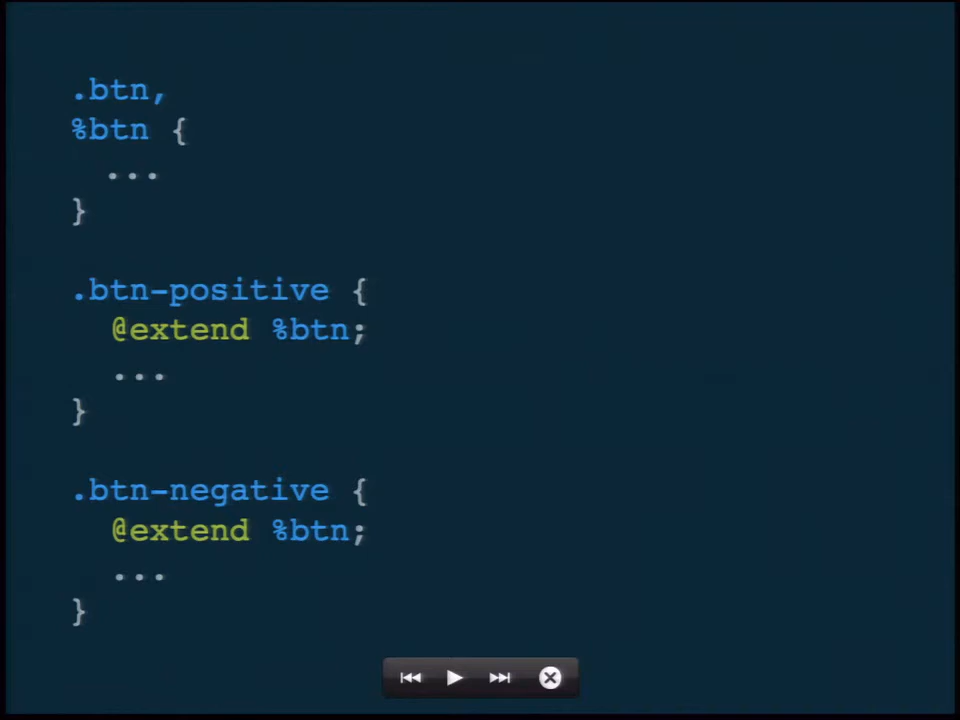 .btn,
%btn {
...
}
.btn-positive {
@extend %btn;
...
}
.btn-negative {
@extend %btn;
...
}